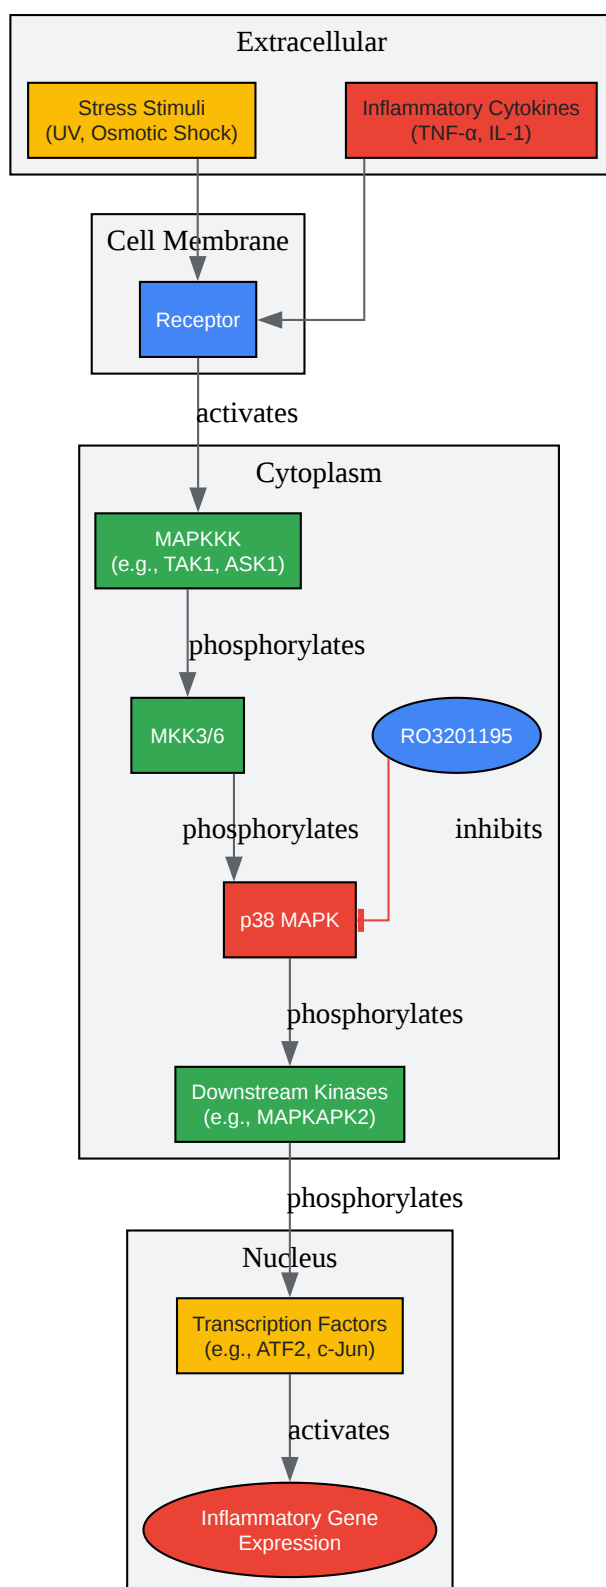 Extracellular
Stress Stimuli
(UV, Osmotic Shock)
Inflammatory Cytokines
(TNF-α, IL-1)
Cell Membrane
Receptor
activates
Cytoplasm
MAPKKK
(e.g., TAK1, ASK1)
phosphorylates
MKK3/6
RO3201195
phosphorylates
inhibits
p38 MAPK
phosphorylates
Downstream Kinases
(e.g., MAPKAPK2)
phosphorylates
Nucleus
Transcription Factors
(e.g., ATF2, c-Jun)
activates
Inflammatory Gene
Expression